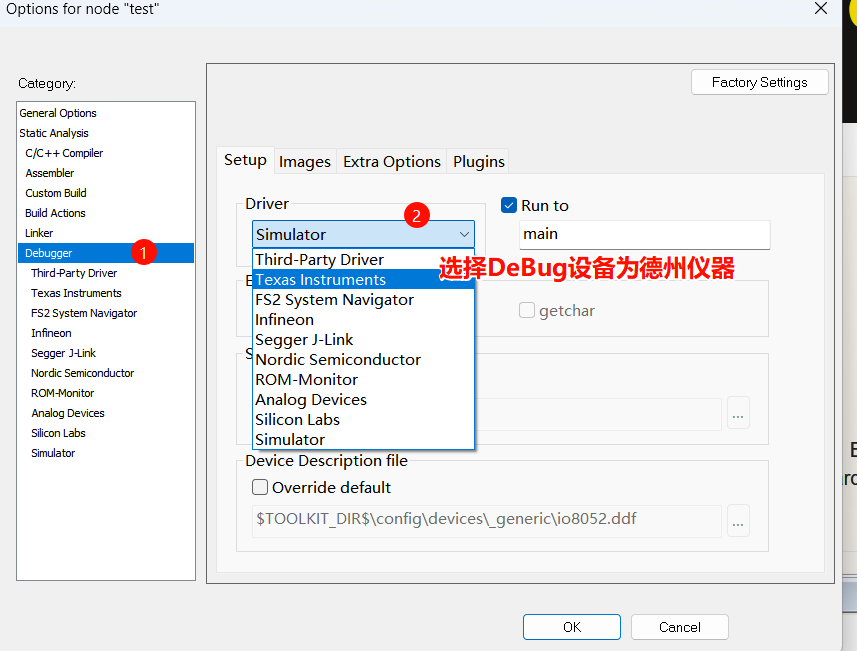 Options for node "test"
Category:
Factory Settings
General Options
Static Analysis
C/C++ Compiler
Assembler
Custom Build
Build Actions
Linker
Debugger
1
Third-Party Driver
Texas Instruments
FS2 System Navigator
Infineon
Segger J-Link
Nordic Semiconductor
ROM-Monitor
Analog Devices
Silicon Labs
Simulator
Setup
Images
Extra Options
Plugins
Driver
2
Simulator
Third-Party Driver
Texas Instruments
FS2 System Navigator
Infineon
Segger J-Link
Nordic Semiconductor
ROM-Monitor
Analog Devices
Silicon Labs
Simulator
Run to
main
选择DeBug设备为德州仪器
getchar
...
Device Description file
Override default
$TOOLKIT_DIR$\config\devices\_generic\io8052.ddf
...
OK
Cancel